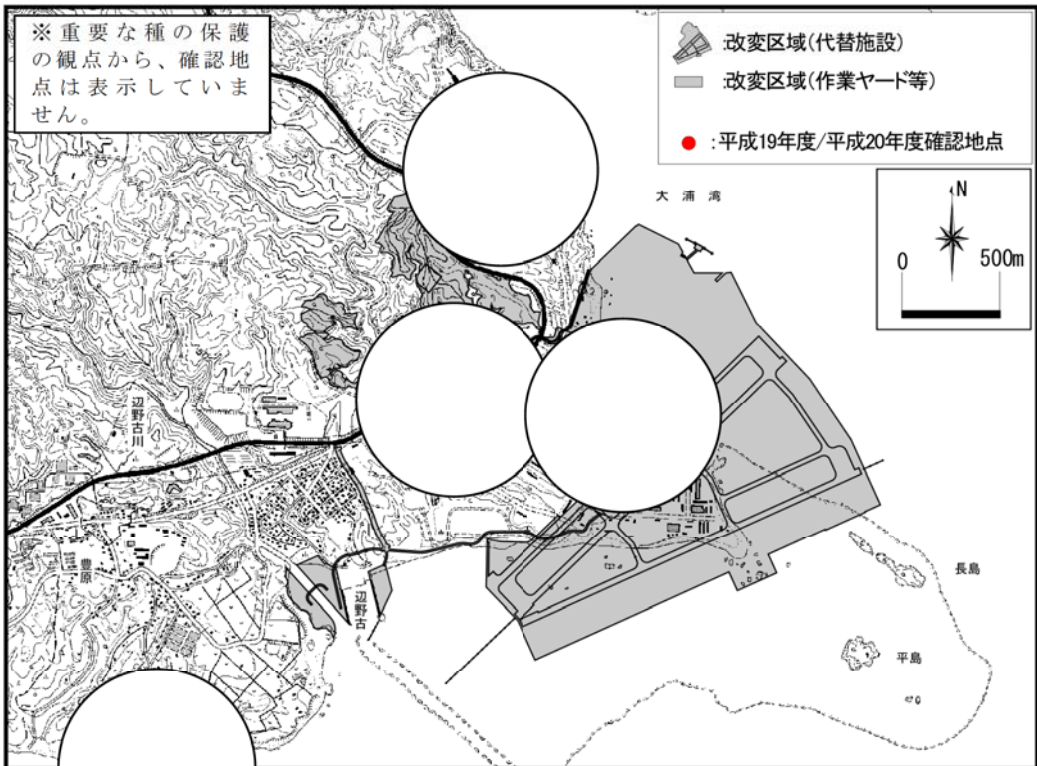 ※重要な種の保護
の観点から、確認地
点は表示していま
せん。
:改変区域(代替施設)
:改変区域(作業ヤード等)
:平成19年度/平成20年度確認地点
大浦湾
N
0 500m
辺野古川
豊原
辺野古
長島
平島